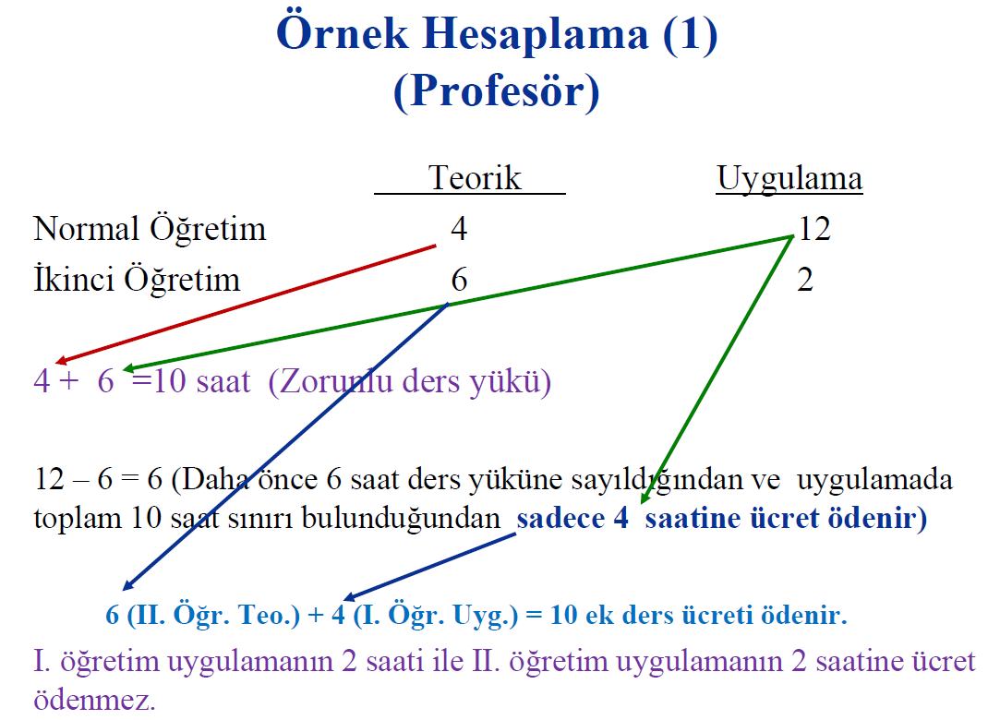 Örnek Hesaplama (1)
(Profesör)
Teorik Uygulama
Normal Öğretim 4 12
İkinci Öğretim 6 2
4 + 6 =10 saat (Zorunlu ders yükü)
12 – 6 = 6 (Daha önce 6 saat ders yüküne sayıldığından ve uygulamada
toplam 10 saat sınırı bulunduğundan sadece 4 saatine ücret ödenir)
6 (II. Öğr. Teo.) + 4 (I. Öğr. Uyg.) = 10 ek ders ücreti ödenir.
I. öğretim uygulamanın 2 saati ile II. öğretim uygulamanın 2 saatine ücret
ödenmez.